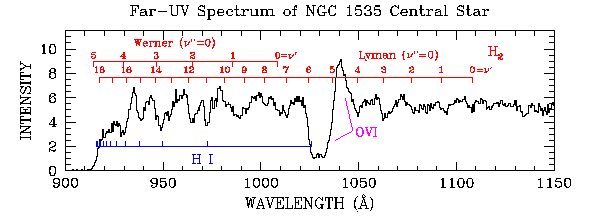 Far-UV Spectrum of NGC 1535 Central Star
Werner (ν''=0)
5 4 3 2 1 0=ν'
Lyman (ν''=0)
H2
18 16 14 12 10 9 8 7 6 5 4 3 2 1 0=ν'
INTENSITY
10
8
6
4
2
0
OVI
H I
900 950 1000 1050 1100 1150
WAVELENGTH (Å)